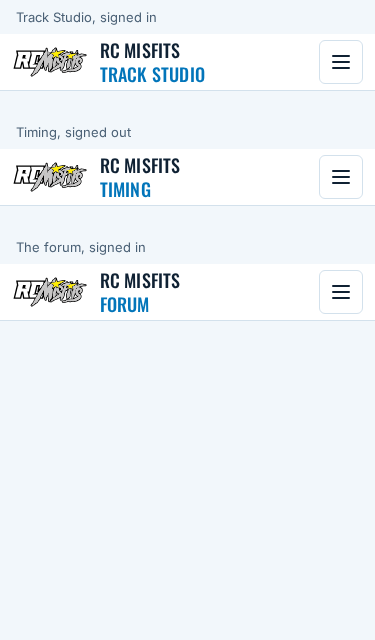 Track Studio, signed in
RC MISFITS
RC MISFITS
TRACK STUDIO
Timing, signed out
RC MISFITS
RC MISFITS
TIMING
The forum, signed in
RC MISFITS
RC MISFITS
FORUM